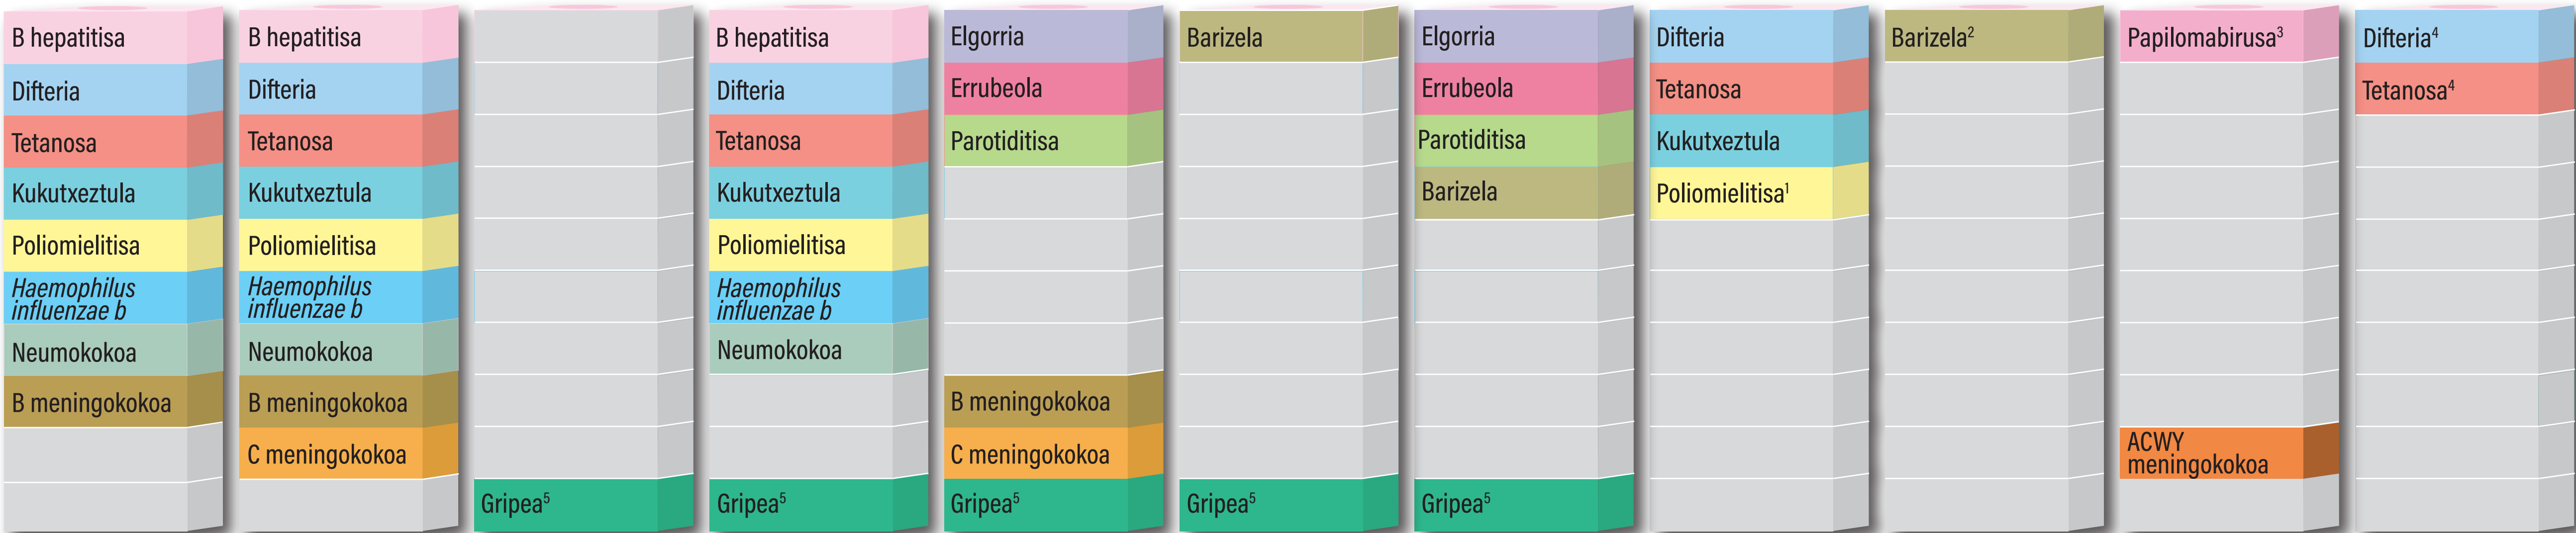 B hepatitisa
Difteria
Tetanosa
Kukutxeztula
Poliomielitisa
Haemophilus
influenzae b
Neumokokoa
B meningokokoa
B hepatitisa
Difteria
Tetanosa
Kukutxeztula
Poliomielitisa
Haemophilus
influenzae b
Neumokokoa
B meningokokoa
C meningokokoa
Gripea⁵
B hepatitisa
Difteria
Tetanosa
Kukutxeztula
Poliomielitisa
Haemophilus
influenzae b
Neumokokoa
Gripea⁵
Elgorria
Errubeola
Parotiditisa
B meningokokoa
C meningokokoa
Gripea⁵
Barizela
Gripea⁵
Elgorria
Errubeola
Parotiditisa
Barizela
Gripea⁵
Difteria
Tetanosa
Kukutxeztula
Poliomielitisa¹
Barizela²
Papilomabirusa³
ACWY
meningokokoa
Difteria⁴
Tetanosa⁴